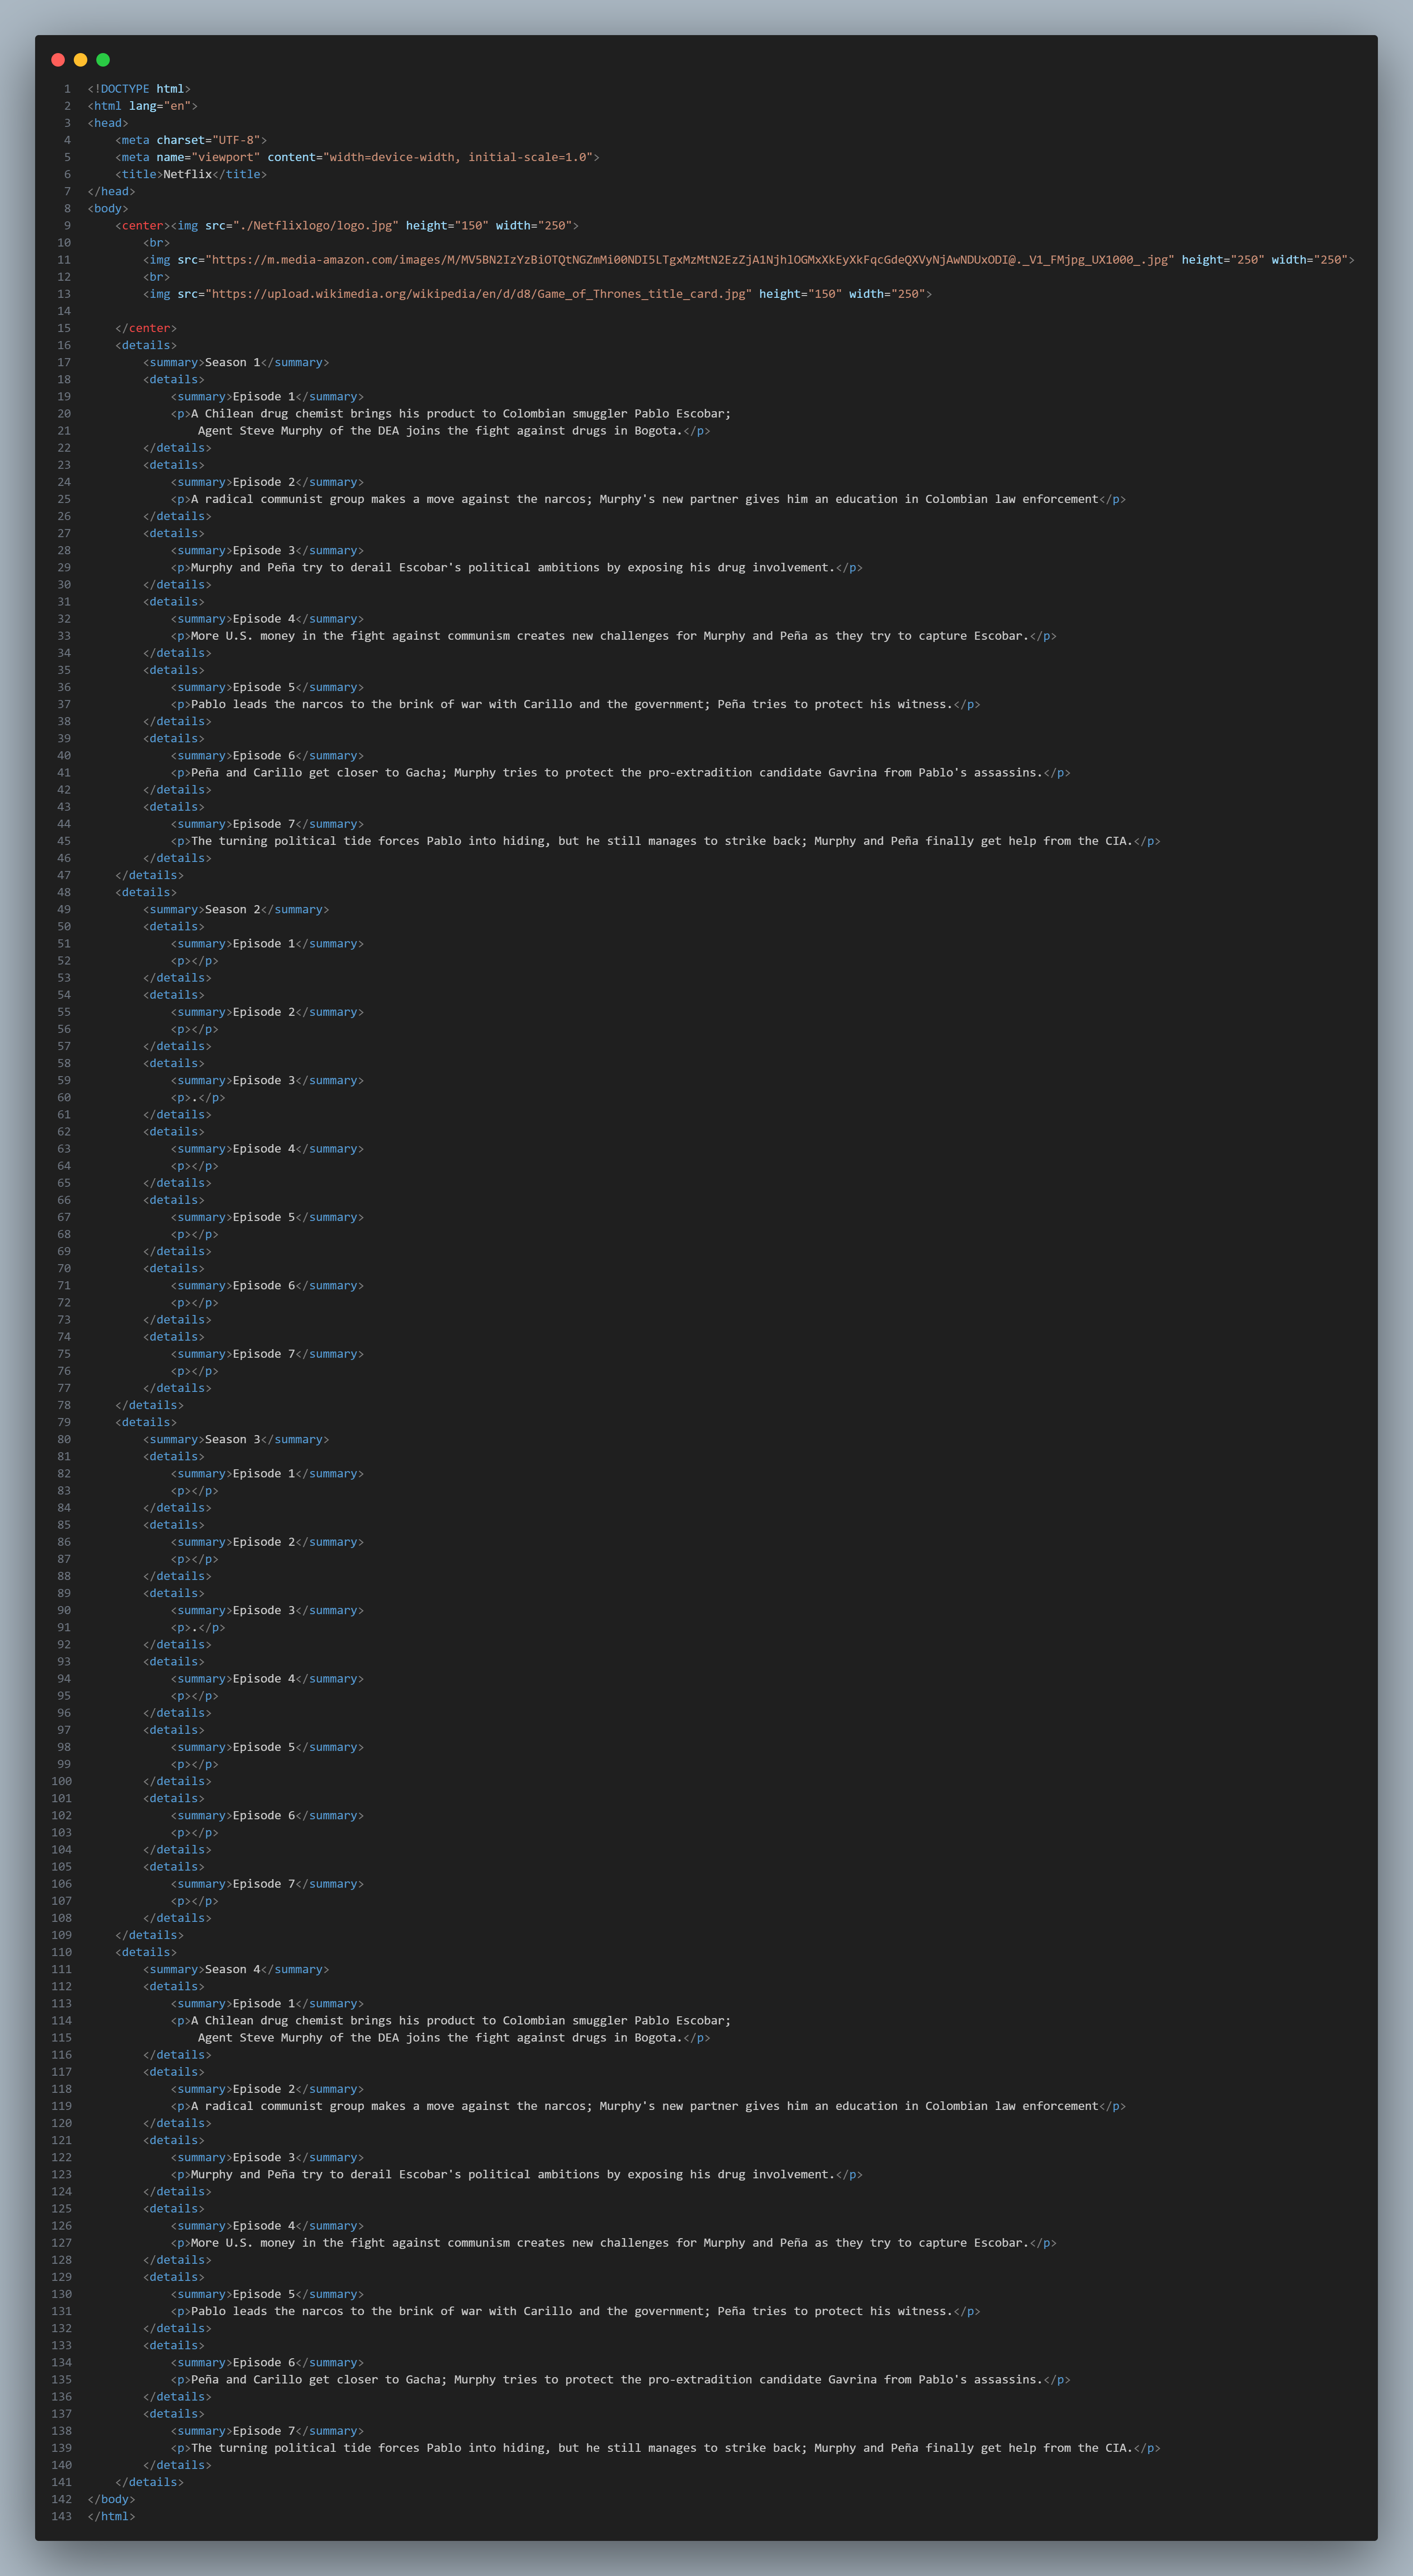 1 <!DOCTYPE html>
2 <html lang="en">
3 <head>
4     <meta charset="UTF-8">
5     <meta name="viewport" content="width=device-width, initial-scale=1.0">
6     <title>Netflix</title>
7 </head>
8 <body>
9     <center><img src="./Netflixlogo/logo.jpg" height="150" width="250">
10         <br>
11         <img src="https://m.media-amazon.com/images/M/MV5BN2IzYzBiOTQtNGZmMi00NDI5LTgxMzMtN2EzZjA1NjhlOGMxXkEyXkFqcGdeQXVyNjAwNDUxODI@._V1_FMjpg_UX1000_.jpg" height="250" width="250">
12         <br>
13         <img src="https://upload.wikimedia.org/wikipedia/en/d/d8/Game_of_Thrones_title_card.jpg" height="150" width="250">
14
15     </center>
16     <details>
17         <summary>Season 1</summary>
18         <details>
19             <summary>Episode 1</summary>
20             <p>A Chilean drug chemist brings his product to Colombian smuggler Pablo Escobar;
21                 Agent Steve Murphy of the DEA joins the fight against drugs in Bogota.</p>
22         </details>
23         <details>
24             <summary>Episode 2</summary>
25             <p>A radical communist group makes a move against the narcos; Murphy's new partner gives him an education in Colombian law enforcement</p>
26         </details>
27         <details>
28             <summary>Episode 3</summary>
29             <p>Murphy and Peña try to derail Escobar's political ambitions by exposing his drug involvement.</p>
30         </details>
31         <details>
32             <summary>Episode 4</summary>
33             <p>More U.S. money in the fight against communism creates new challenges for Murphy and Peña as they try to capture Escobar.</p>
34         </details>
35         <details>
36             <summary>Episode 5</summary>
37             <p>Pablo leads the narcos to the brink of war with Carillo and the government; Peña tries to protect his witness.</p>
38         </details>
39         <details>
40             <summary>Episode 6</summary>
41             <p>Peña and Carillo get closer to Gacha; Murphy tries to protect the pro-extradition candidate Gavrina from Pablo's assassins.</p>
42         </details>
43         <details>
44             <summary>Episode 7</summary>
45             <p>The turning political tide forces Pablo into hiding, but he still manages to strike back; Murphy and Peña finally get help from the CIA.</p>
46         </details>
47     </details>
48     <details>
49         <summary>Season 2</summary>
50         <details>
51             <summary>Episode 1</summary>
52             <p></p>
53         </details>
54         <details>
55             <summary>Episode 2</summary>
56             <p></p>
57         </details>
58         <details>
59             <summary>Episode 3</summary>
60             <p>.</p>
61         </details>
62         <details>
63             <summary>Episode 4</summary>
64             <p></p>
65         </details>
66         <details>
67             <summary>Episode 5</summary>
68             <p></p>
69         </details>
70         <details>
71             <summary>Episode 6</summary>
72             <p></p>
73         </details>
74         <details>
75             <summary>Episode 7</summary>
76             <p></p>
77         </details>
78     </details>
79     <details>
80         <summary>Season 3</summary>
81         <details>
82             <summary>Episode 1</summary>
83             <p></p>
84         </details>
85         <details>
86             <summary>Episode 2</summary>
87             <p></p>
88         </details>
89         <details>
90             <summary>Episode 3</summary>
91             <p>.</p>
92         </details>
93         <details>
94             <summary>Episode 4</summary>
95             <p></p>
96         </details>
97         <details>
98             <summary>Episode 5</summary>
99             <p></p>
100         </details>
101         <details>
102             <summary>Episode 6</summary>
103             <p></p>
104         </details>
105         <details>
106             <summary>Episode 7</summary>
107             <p></p>
108         </details>
109     </details>
110     <details>
111         <summary>Season 4</summary>
112         <details>
113             <summary>Episode 1</summary>
114             <p>A Chilean drug chemist brings his product to Colombian smuggler Pablo Escobar;
115                 Agent Steve Murphy of the DEA joins the fight against drugs in Bogota.</p>
116         </details>
117         <details>
118             <summary>Episode 2</summary>
119             <p>A radical communist group makes a move against the narcos; Murphy's new partner gives him an education in Colombian law enforcement</p>
120         </details>
121         <details>
122             <summary>Episode 3</summary>
123             <p>Murphy and Peña try to derail Escobar's political ambitions by exposing his drug involvement.</p>
124         </details>
125         <details>
126             <summary>Episode 4</summary>
127             <p>More U.S. money in the fight against communism creates new challenges for Murphy and Peña as they try to capture Escobar.</p>
128         </details>
129         <details>
130             <summary>Episode 5</summary>
131             <p>Pablo leads the narcos to the brink of war with Carillo and the government; Peña tries to protect his witness.</p>
132         </details>
133         <details>
134             <summary>Episode 6</summary>
135             <p>Peña and Carillo get closer to Gacha; Murphy tries to protect the pro-extradition candidate Gavrina from Pablo's assassins.</p>
136         </details>
137         <details>
138             <summary>Episode 7</summary>
139             <p>The turning political tide forces Pablo into hiding, but he still manages to strike back; Murphy and Peña finally get help from the CIA.</p>
140         </details>
141     </details>
142 </body>
143 </html>